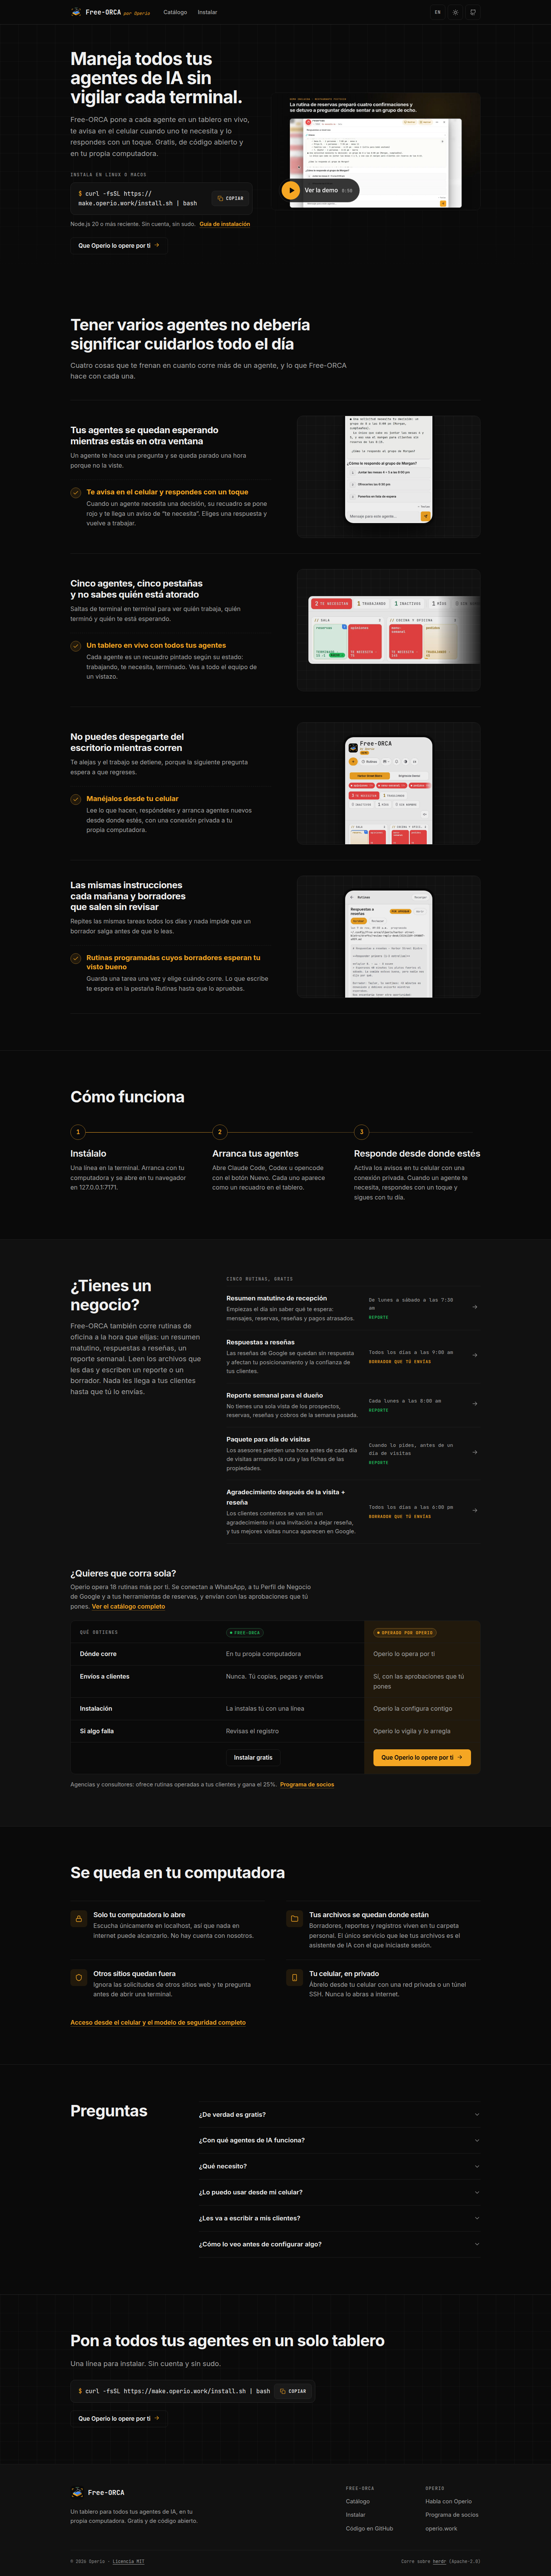 Free-ORCA por Operio
Catálogo
Instalar
EN
Maneja todos tus
agentes de IA sin
vigilar cada terminal.
Free-ORCA pone a cada agente en un tablero en vivo,
te avisa en el celular cuando uno te necesita y lo
respondes con un toque. Gratis, de código abierto y
en tu propia computadora.
INSTALA EN LINUX O MACOS
$ curl -fsSL https://
make.operio.work/install.sh | bash
COPIAR
Node.js 20 o más reciente. Sin cuenta, sin sudo. Guía de instalación
Que Operio lo opere por ti →
La rutina de reservas preparó cuatro confirmaciones y
se detuvo a preguntar dónde sentar a un grupo de ocho.
Ver la demo 0:50
Tener varios agentes no debería
significar cuidarlos todo el día
Cuatro cosas que te frenan en cuanto corre más de un agente, y lo que Free-ORCA
hace con cada una.
Tus agentes se quedan esperando
mientras estás en otra ventana
Un agente te hace una pregunta y se queda parado una hora
porque no la viste.
Te avisa en el celular y respondes con un toque
Cuando un agente necesita una decisión, su recuadro se pone
rojo y te llega un aviso de "te necesita". Eliges una respuesta y
vuelve a trabajar.
¿Cómo le respondo al grupo de Morgan?
Mensaje para este agente...
Cinco agentes, cinco pestañas
y no sabes quién está atorado
Saltas de terminal en terminal para ver quién trabaja, quién
terminó y quién te está esperando.
Un tablero en vivo con todos tus agentes
Cada agente es un recuadro pintado según su estado:
trabajando, te necesita, terminado. Ves a todo el equipo de
un vistazo.
2 TE NECESITAN
1 TRABAJANDO
1 INACTIVOS
1 FÍOS
// SALA
// COCINA Y OFICINA
No puedes despegarte del
escritorio mientras corren
Te alejas y el trabajo se detiene, porque la siguiente pregunta
espera a que regreses.
Manéjalos desde tu celular
Lee lo que hacen, respóndeles y arranca agentes nuevos
desde donde estés, con una conexión privada a tu
propia computadora.
Free-ORCA
Rutinas
Las mismas instrucciones
cada mañana y borradores
que salen sin revisar
Repites las mismas tareas todos los días y nada impide que un
borrador salga antes de que lo leas.
Rutinas programadas cuyos borradores esperan tu
visto bueno
Guarda una tarea una vez y elige cuándo corre. Lo que escribe
te espera en la pestaña Rutinas hasta que lo apruebes.
Rutinas
Respuestas a
reseñas
Cómo funciona
1
2
3
Instálalo
Una línea en la terminal. Arranca con tu
computadora y se abre en tu navegador
en 127.0.0.1:7171.
Arranca tus agentes
Abre Claude Code, Codex u opencode
con el botón Nuevo. Cada uno aparece
como un recuadro en el tablero.
Responde desde donde estés
Activa los avisos en tu celular con una
conexión privada. Cuando un agente te
necesita, respondes con un toque y
sigues con tu día.
¿Tienes un
negocio?
Free-ORCA también corre rutinas de
oficina a la hora que elijas: un resumen
matutino, respuestas a reseñas, un
reporte semanal. Leen los archivos que
les das y escriben un reporte o un
borrador. Nada les llega a tus clientes
hasta que tú lo envías.
CINCO RUTINAS, GRATIS
Resumen matutino de recepción
Empiezas el día sin saber qué te espera:
mensajes, reservas, reseñas y pagos atrasados.
De lunes a sábado a las 7:30
am
REPORTE
→
Respuestas a reseñas
Las reseñas de Google se quedan sin respuesta
y afectan tu posicionamiento y la confianza de
tus clientes.
Todos los días a las 9:00 am
BORRADOR QUE TÚ ENVÍAS
→
Reporte semanal para el dueño
No tienes una sola vista de los prospectos,
reservas, reseñas y cobros de la semana pasada.
Cada lunes a las 8:00 am
REPORTE
→
Paquete para día de visitas
Los asesores pierden una hora antes de cada día
de visitas armando la ruta y las fichas de las
propiedades.
Cuando lo pides, antes de un
día de visitas
REPORTE
→
Agradecimiento después de la visita +
reseña
Los clientes contentos se van sin un
agradecimiento ni una invitación a dejar reseña,
y tus mejores visitas nunca aparecen en Google.
Todos los días a las 6:00 pm
BORRADOR QUE TÚ ENVÍAS
→
¿Quieres que corra sola?
Operio opera 18 rutinas más por ti. Se conectan a WhatsApp, a tu Perfil de Negocio
de Google y a tus herramientas de reservas, y envían con las aprobaciones que tú
pones. Ver el catálogo completo
QUÉ OBTIENES
FREE-ORCA
OPERADO POR OPERIO
Dónde corre
En tu propia computadora
Operio lo opera por ti
Envíos a clientes
Nunca. Tú copias, pegas y envías
Sí, con las aprobaciones que tú
pones
Instalación
La instalas tú con una línea
Operio la configura contigo
Si algo falla
Revisas el registro
Operio lo vigila y lo arregla
Instalar gratis
Que Operio lo opere por ti →
Agencias y consultores: ofrece rutinas operadas a tus clientes y gana el 25%. Programa de socios
Se queda en tu computadora
Solo tu computadora lo abre
Escucha únicamente en localhost, así que nada en
internet puede alcanzarlo. No hay cuenta con nosotros.
Tus archivos se quedan donde están
Borradores, reportes y registros viven en tu carpeta
personal. El único servicio que lee tus archivos es el
asistente de IA con el que iniciaste sesión.
Otros sitios quedan fuera
Ignora las solicitudes de otros sitios web y te pregunta
antes de abrir una terminal.
Tu celular, en privado
Ábrelo desde tu celular con una red privada o un túnel
SSH. Nunca lo abras a internet.
Acceso desde el celular y el modelo de seguridad completo
Preguntas
¿De verdad es gratis?
¿Con qué agentes de IA funciona?
¿Qué necesito?
¿Lo puedo usar desde mi celular?
¿Les va a escribir a mis clientes?
¿Cómo lo veo antes de configurar algo?
Pon a todos tus agentes en un solo tablero
Una línea para instalar. Sin cuenta y sin sudo.
$ curl -fsSL https://make.operio.work/install.sh | bash
COPIAR
Que Operio lo opere por ti →
Free-ORCA
Un tablero para todos tus agentes de IA, en tu
propia computadora. Gratis y de código abierto.
FREE-ORCA
Catálogo
Instalar
Código en GitHub
OPERIO
Habla con Operio
Programa de socios
operio.work
© 2026 Operio · Licencia MIT
Corre sobre herdr (Apache-2.0)